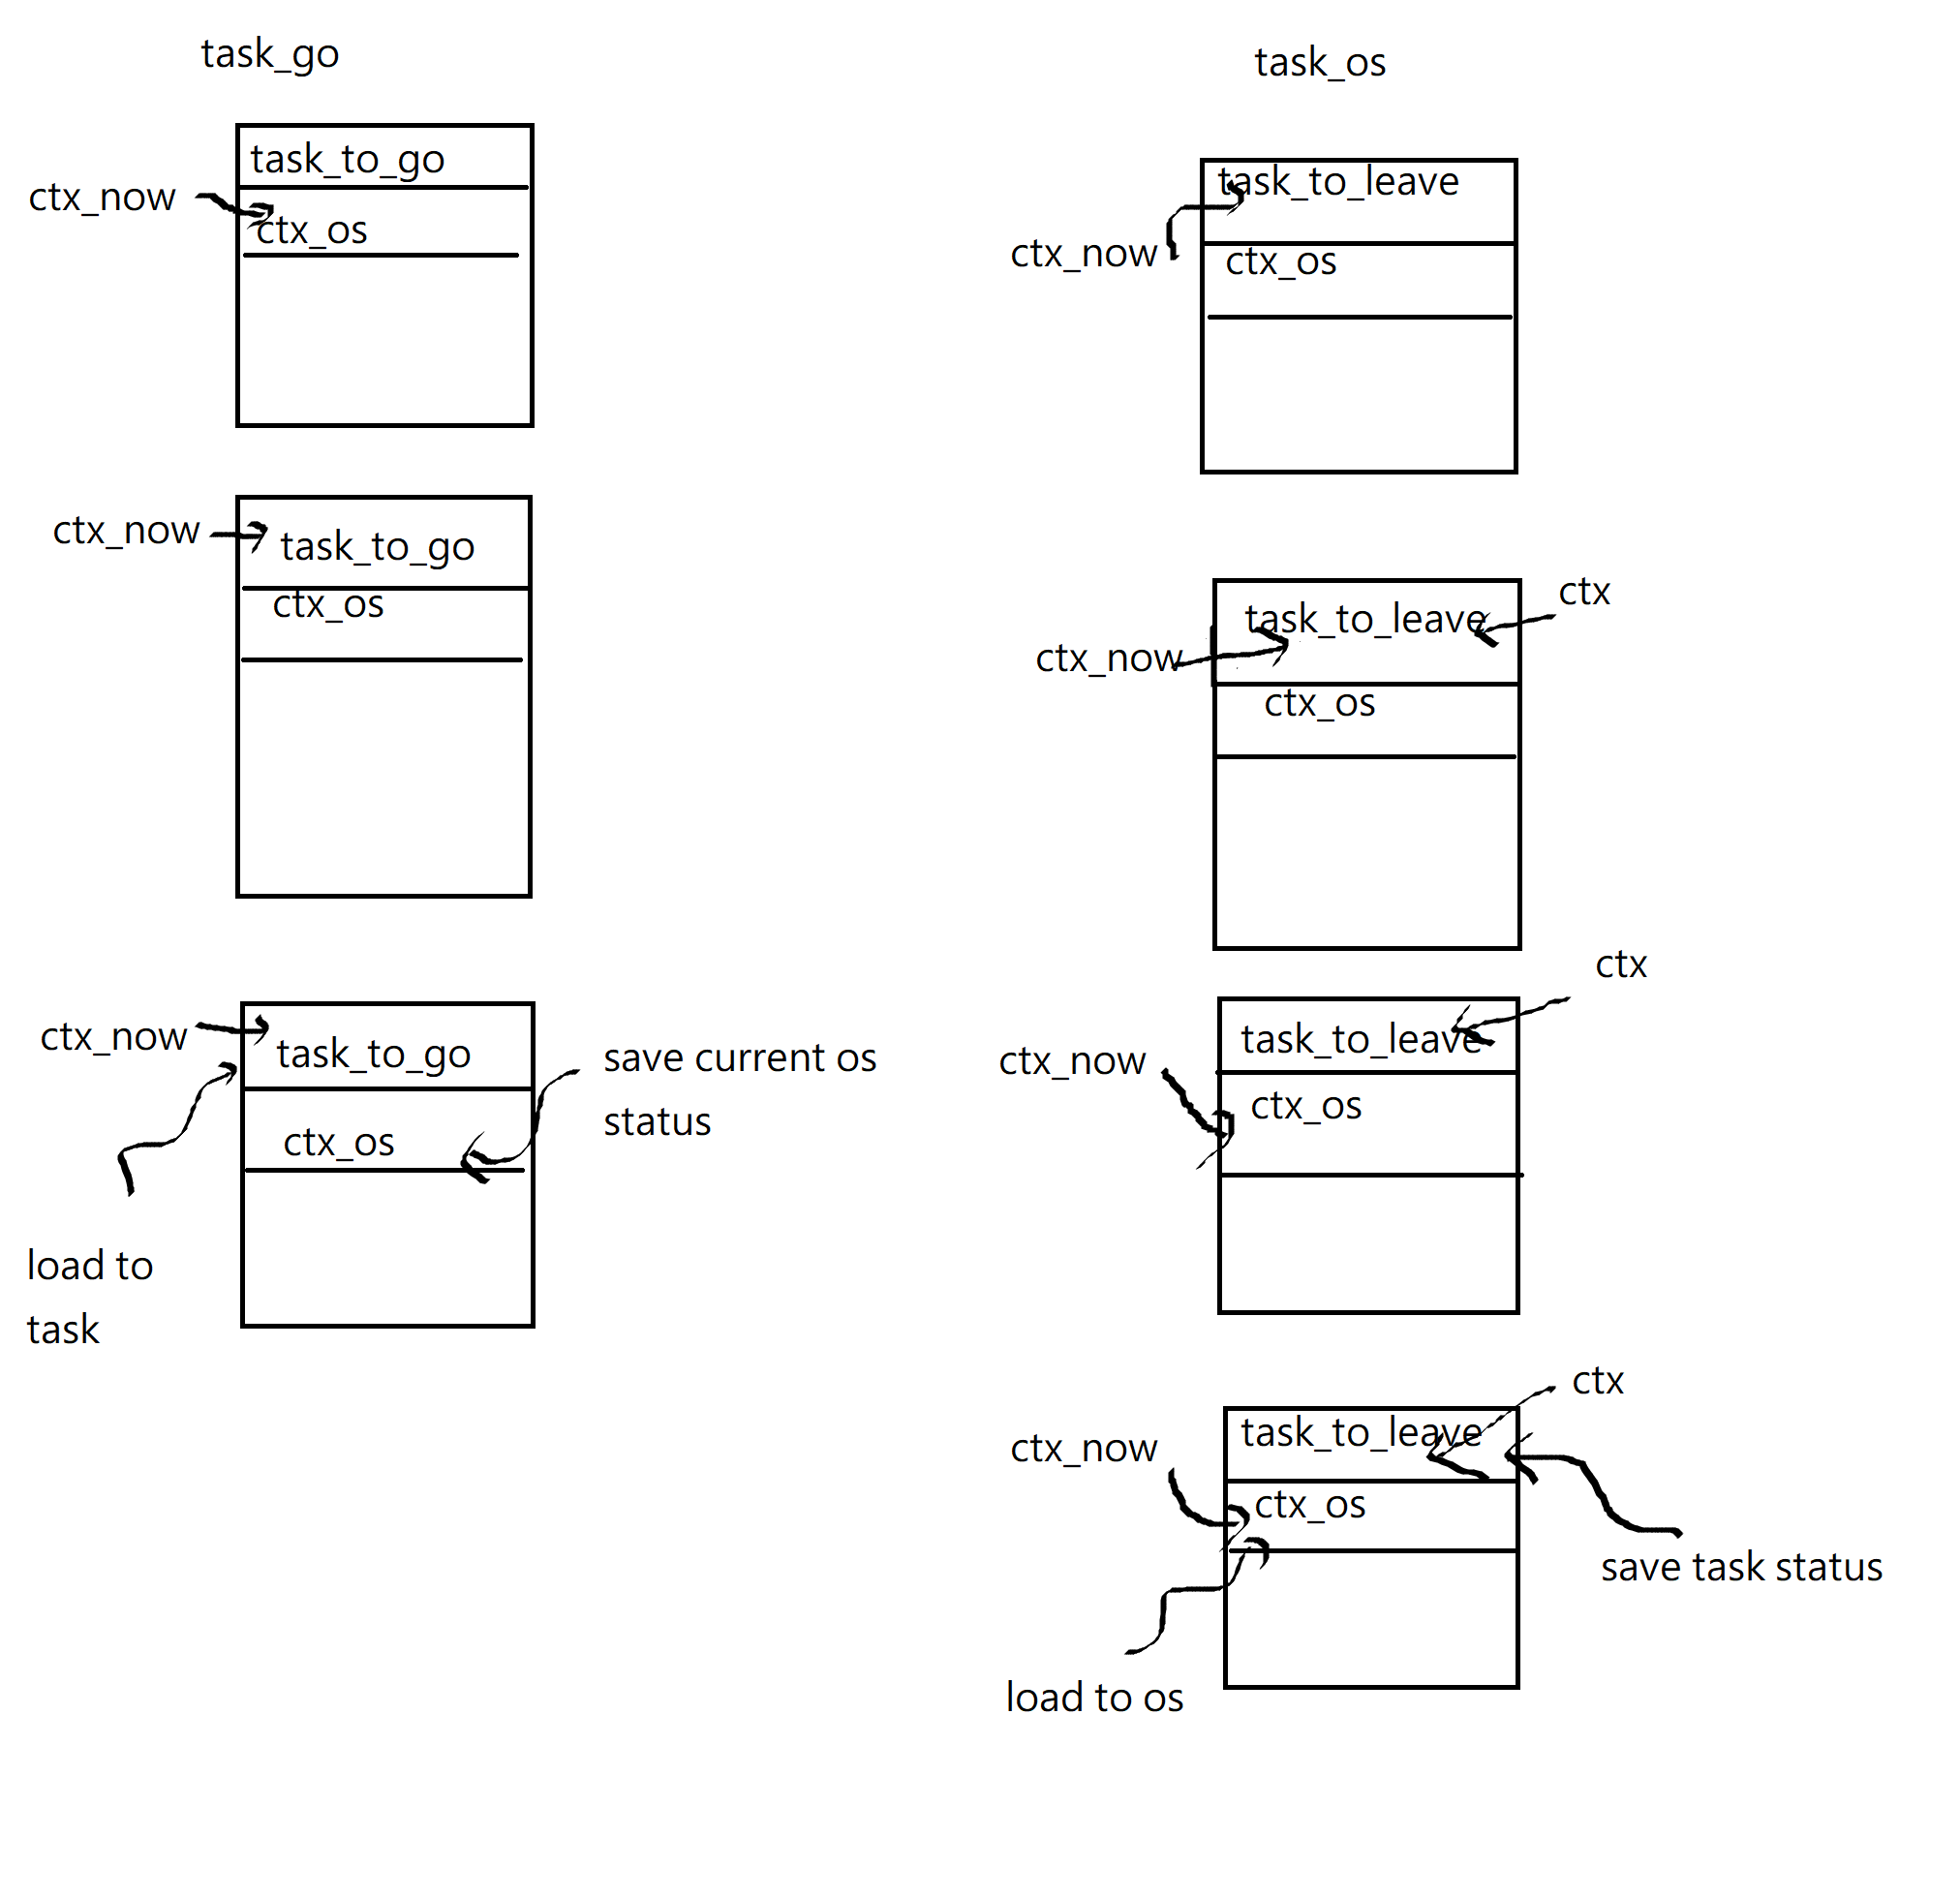 task_go
task_to_go
ctx_now
ctx_os
ctx_now
task_to_go
ctx_os
ctx_now
task_to_go
save current os
status
ctx_os
load to
task
task_os
task_to_leave
ctx_now
ctx_os
ctx
task_to_leave
ctx_now
ctx_os
ctx
task_to_leave
ctx_now
ctx_os
ctx
task_to_leave
ctx_now
ctx_os
save task status
load to os